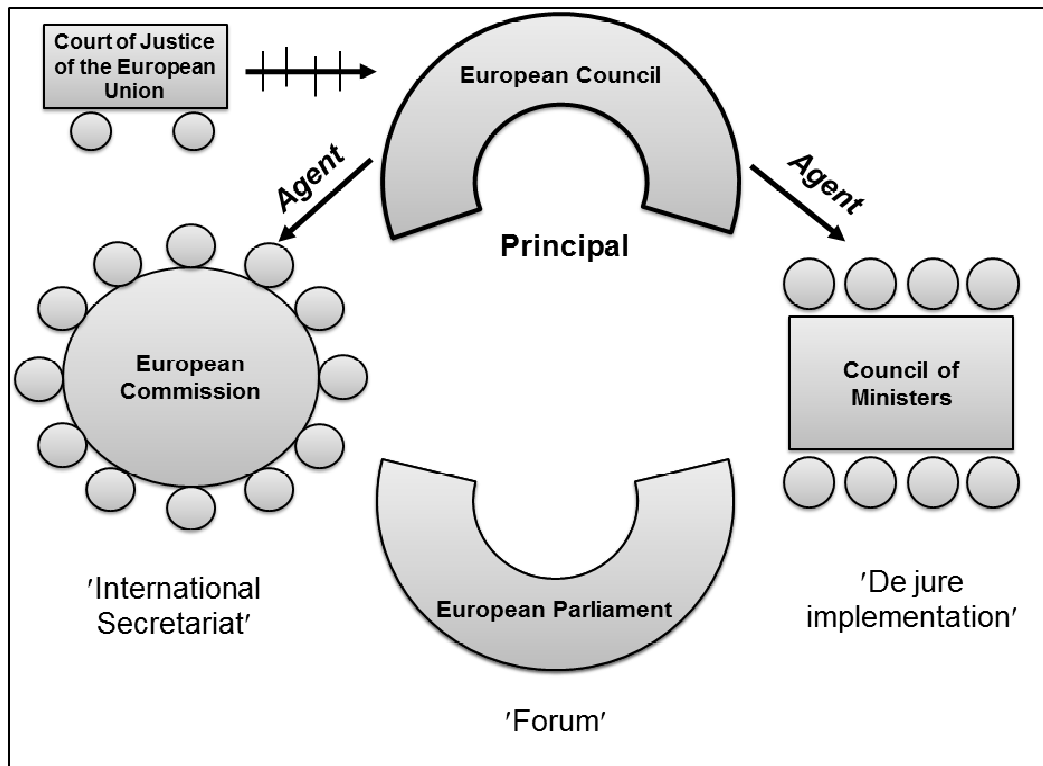 Court of Justice
of the European
Union
European Council
Agent
Agent
Principal
European
Commission
Council of
Ministers
'International
Secretariat'
European Parliament
'De jure
implementation'
'Forum'